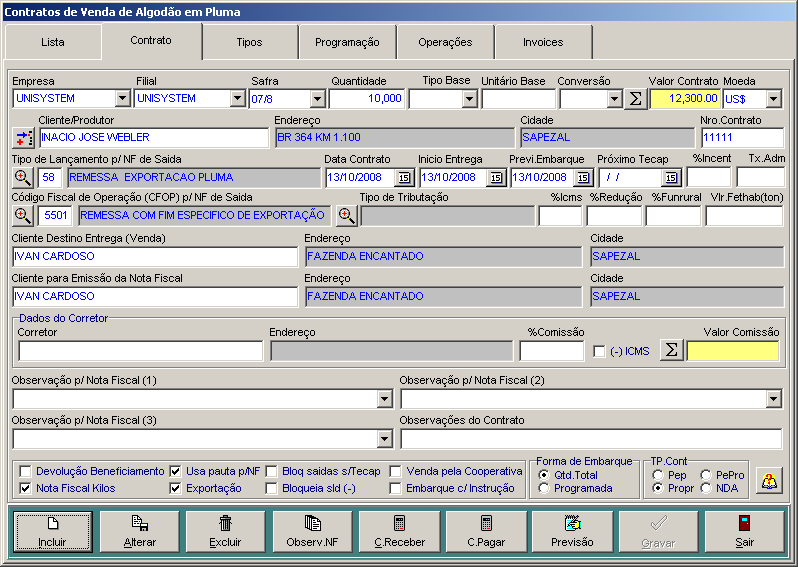 Contratos de Venda de Algodão em Pluma
Lista Contrato Tipos Programação Operações Invoices
Empresa Filial Safra Quantidade Tipo Base Unitário Base Conversão Valor Contrato Moeda
UNISYSTEM UNISYSTEM 07/8 10,000 Σ 12,300.00 US$
Cliente/Produtor Endereço Cidade Nro.Contrato
INACIO JOSE WEBLER BR 364 KM 1.100 SAPEZAL 11111
Tipo de Lançamento p/ NF de Saida Data Contrato Inicio Entrega Previ.Embarque Próximo Tecap %Incent Tx.Adm
58 REMESSA EXPORTACAO PLUMA 13/10/2008 15 13/10/2008 15 13/10/2008 15 / / 15
Código Fiscal de Operação (CFOP) p/ NF de Saida Tipo de Tributação %Icms %Redução %Funrural Vlr.Fethab(ton)
5501 REMESSA COM FIM ESPECIFICO DE EXPORTAÇÃO
Cliente Destino Entrega (Venda) Endereço Cidade
IVAN CARDOSO FAZENDA ENCANTADO SAPEZAL
Cliente para Emissão da Nota Fiscal Endereço Cidade
IVAN CARDOSO FAZENDA ENCANTADO SAPEZAL
Dados do Corretor
Corretor Endereço %Comissão Valor Comissão
(-) ICMS Σ
Observação p/ Nota Fiscal (1) Observação p/ Nota Fiscal (2)
Observação p/ Nota Fiscal (3) Observações do Contrato
Forma de Embarque TP.Cont
Devolução Beneficiamento Usa pauta p/NF Bloq saidas s/Tecap Venda pela Cooperativa Qtd.Total Pep PePro
Nota Fiscal Kilos Exportação Bloqueia sld (-) Embarque c/ Instrução Programada Propr NDA
Incluir Alterar Excluir Observ.NF C.Receber C.Pagar Previsão Gravar Sair